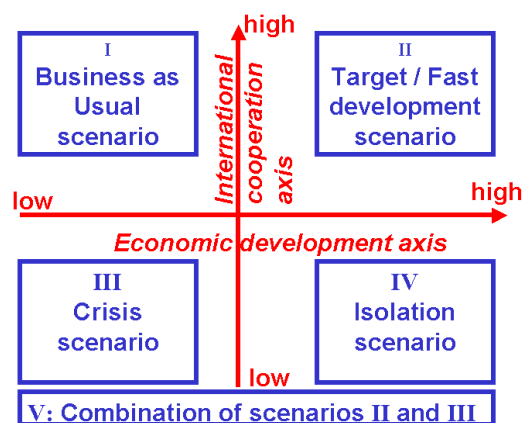 high
I
Business as
Usual
scenario
II
Target / Fast
development
scenario
International
cooperation
axis
low
high
Economic development axis
III
Crisis
scenario
IV
Isolation
scenario
low
V: Combination of scenarios II and III